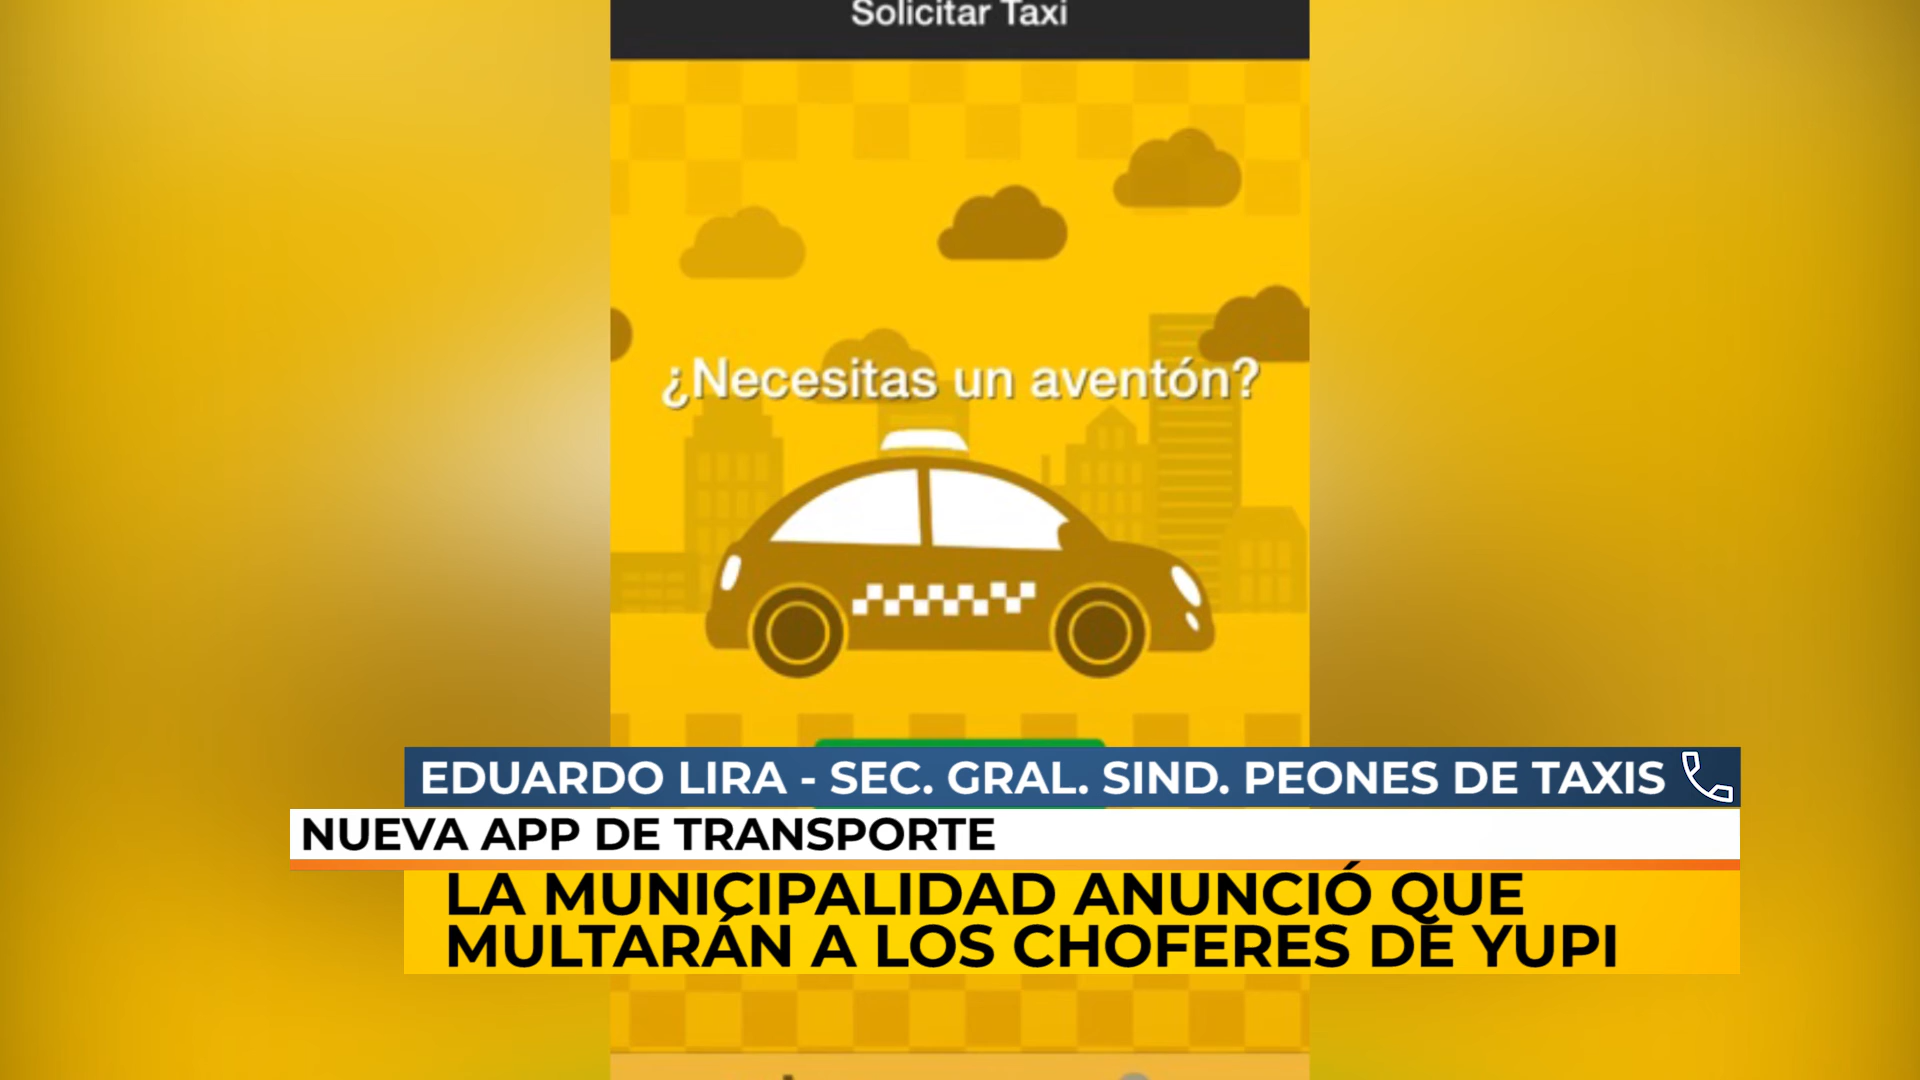 Solicitar Taxi
¿Necesitas un aventón?
EDUARDO LIRA - SEC. GRAL. SIND. PEONES DE TAXIS
NUEVA APP DE TRANSPORTE
LA MUNICIPALIDAD ANUNCIÓ QUE
MULTARÁN A LOS CHOFERES DE YUPI